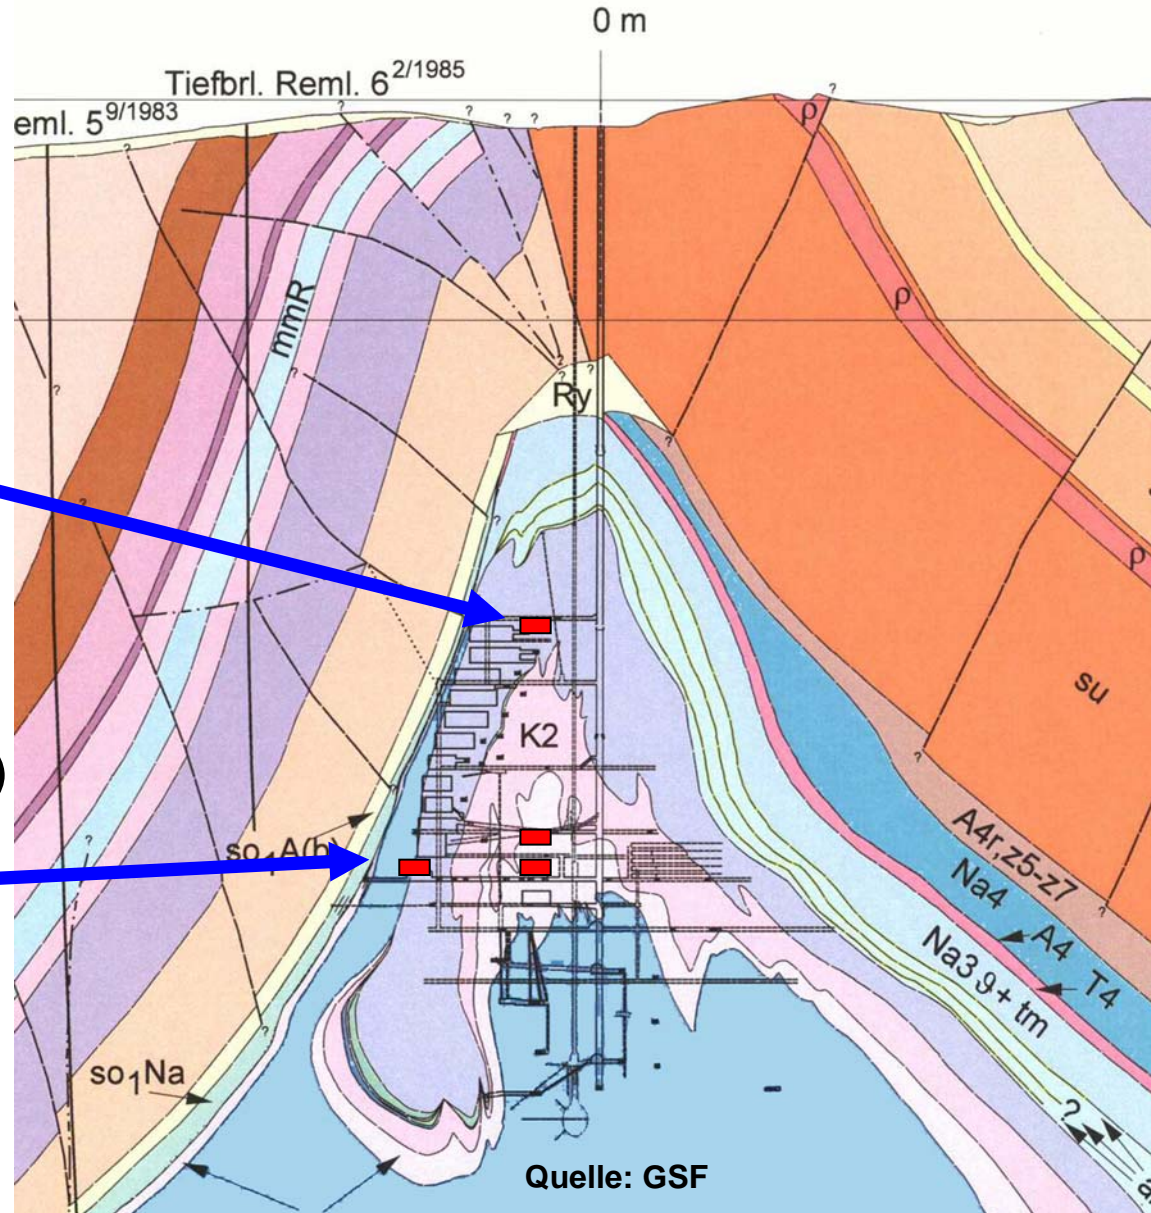 0 m
Tiefbrl. Reml. 6 2/1985
eml. 5 9/1983
ρ
?
mmR
ρ
Ry
ρ
su
K2
)
so1A(b)
A4r,z5-z7
Na4
A4
T4
Na3 ϑ + tm
so1Na
?
a
Quelle: GSF